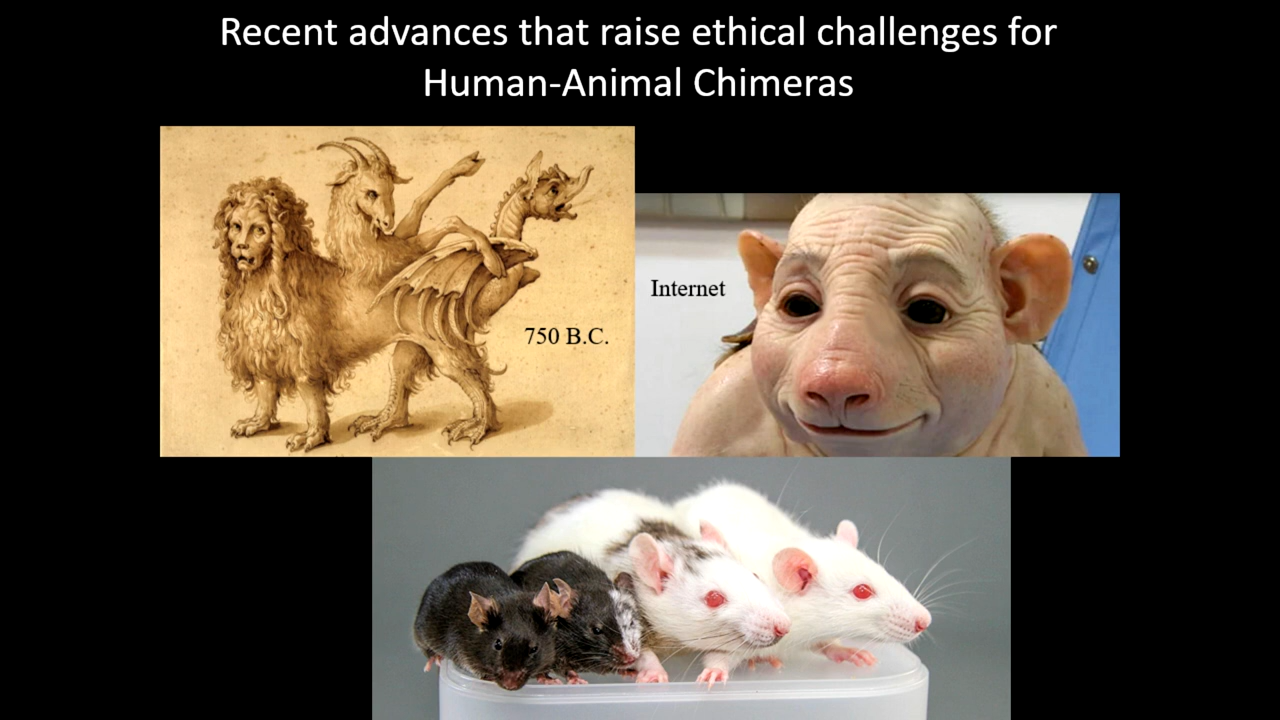 Recent advances that raise ethical challenges for
Human-Animal Chimeras
750 B.C.
Internet